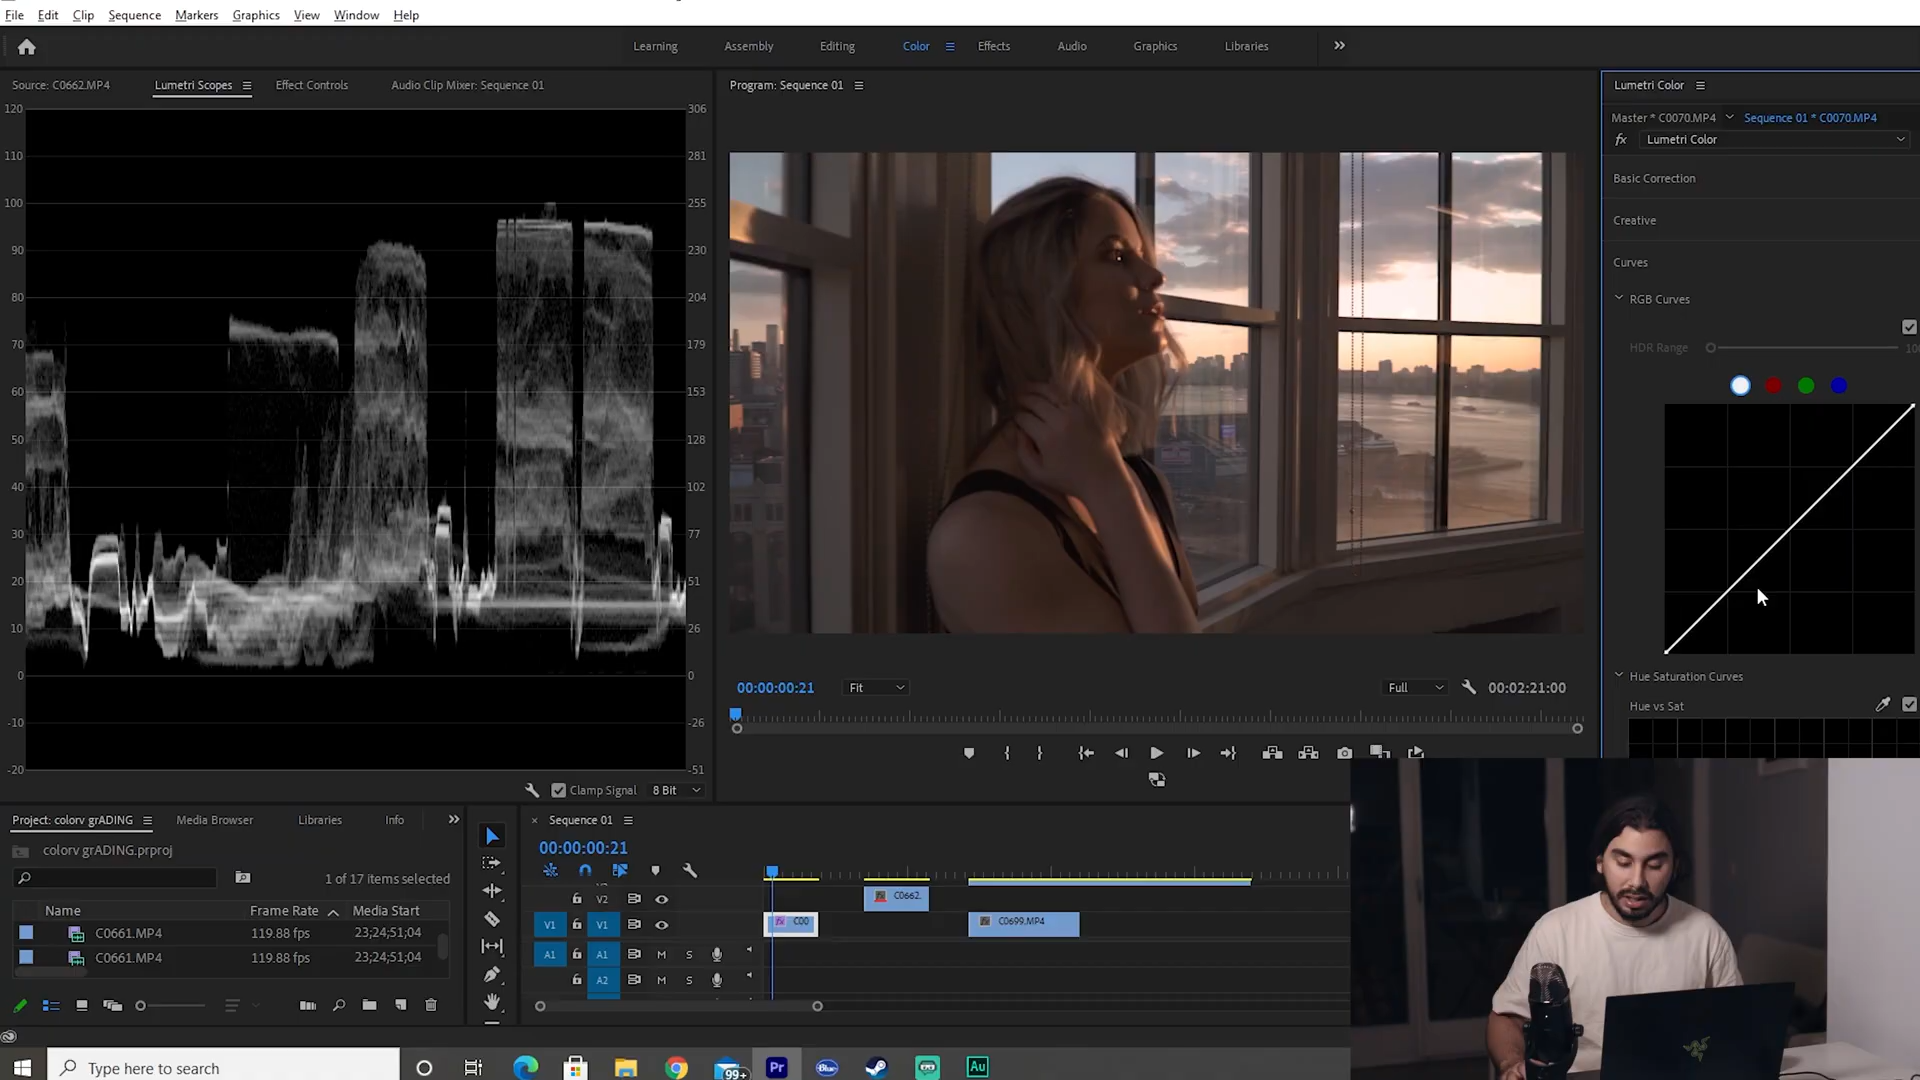 File Edit Clip Sequence Markers Graphics View Window Help
Learning Assembly Editing Color Effects Audio Graphics Libraries
Source: C0662.MP4 Lumetri Scopes Effect Controls Audio Clip Mixer: Sequence 01
Program: Sequence 01
Lumetri Color
Master * C0070.MP4 Sequence 01 * C0070.MP4
fx Lumetri Color
Basic Correction
Creative
Curves
RGB Curves
HDR Range
Hue Saturation Curves
Hue vs Sat
120 306
110 281
100 255
90 230
80 204
70 179
60 153
50 128
40 102
30 77
20 51
10 26
0 0
-10 -26
-20 -51
Clamp Signal 8 Bit
00:00:00:21 Fit Full 00:02:21:00
Project: colorv grADING Media Browser Libraries Info
colorv grADING.prproj
1 of 17 items selected
Name Frame Rate Media Start
C0661.MP4 119.88 fps 23;24;51;04
C0661.MP4 119.88 fps 23;24;51;04
Sequence 01
00:00:00:21
V2 C0662.
V1 V1 C00 C0699.MP4
A1 A1 M S
A2 M S
Type here to search
99+
Pr
Blue
Au